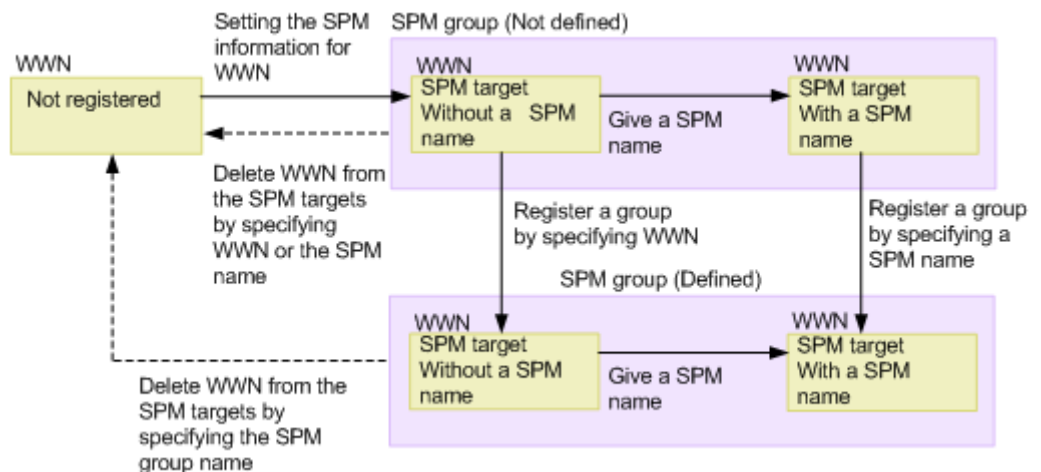 Setting the SPM
information for
WWN
SPM group (Not defined)
WWN
Not registered
WWN
SPM target
Without a SPM
name
Give a SPM
name
WWN
SPM target
With a SPM
name
Delete WWN from
the SPM targets
by specifying
WWN or the SPM
name
Register a group
by specifying WWN
Register a group
by specifying a
SPM name
SPM group (Defined)
WWN
SPM target
Without a SPM
name
Give a SPM
name
WWN
SPM target
With a SPM
name
Delete WWN from the
SPM targets by
specifying the SPM
group name